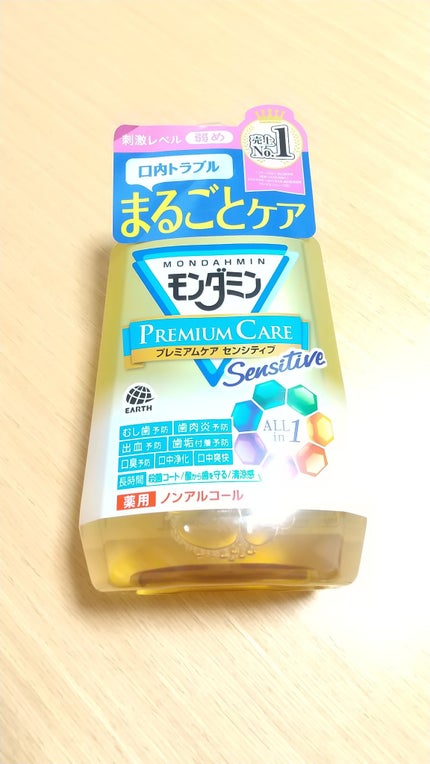 刺激レベル 弱め
売上
No.1
口内トラブル
まるごとケア
MONDAHMIN
モンダミン
PREMIUM CARE
プレミアムケア センシティブ
Sensitive
EARTH
ALL
in 1
むし歯予防 歯肉炎予防
出血予防 歯垢付着予防
口臭予防 口中浄化 口中爽快
長時間 殺菌コート/酸から歯を守る/清涼感
薬用 ノンアルコール